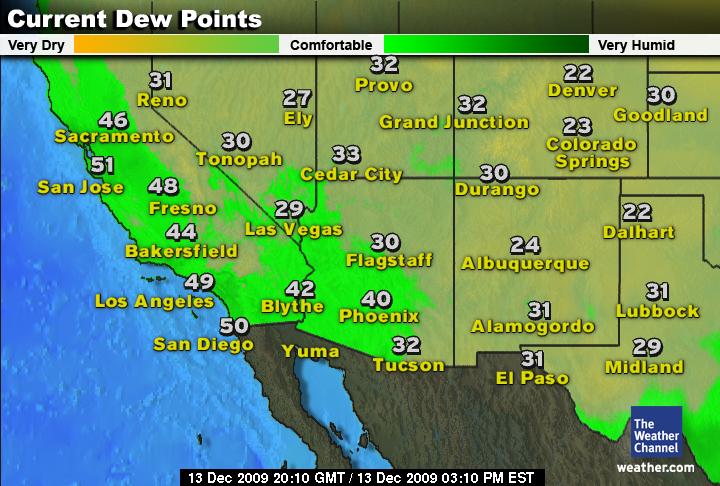 Current Dew Points
Very Dry Comfortable Very Humid
32
Provo
31
Reno
27
Ely
22
Denver
30
Goodland
32
Grand Junction
46
Sacramento
23
Colorado
Springs
30
Tonopah
33
Cedar City
51
San Jose
48
Fresno
30
Durango
29
Las Vegas
22
Dalhart
44
Bakersfield
30
Flagstaff
24
Albuquerque
49
Los Angeles
42
Blythe
40
Phoenix
31
Alamogordo
31
Lubbock
50
San Diego
Yuma
32
Tucson
31
El Paso
29
Midland
The
Weather
Channel
weather.com
13 Dec 2009 20:10 GMT / 13 Dec 2009 03:10 PM EST